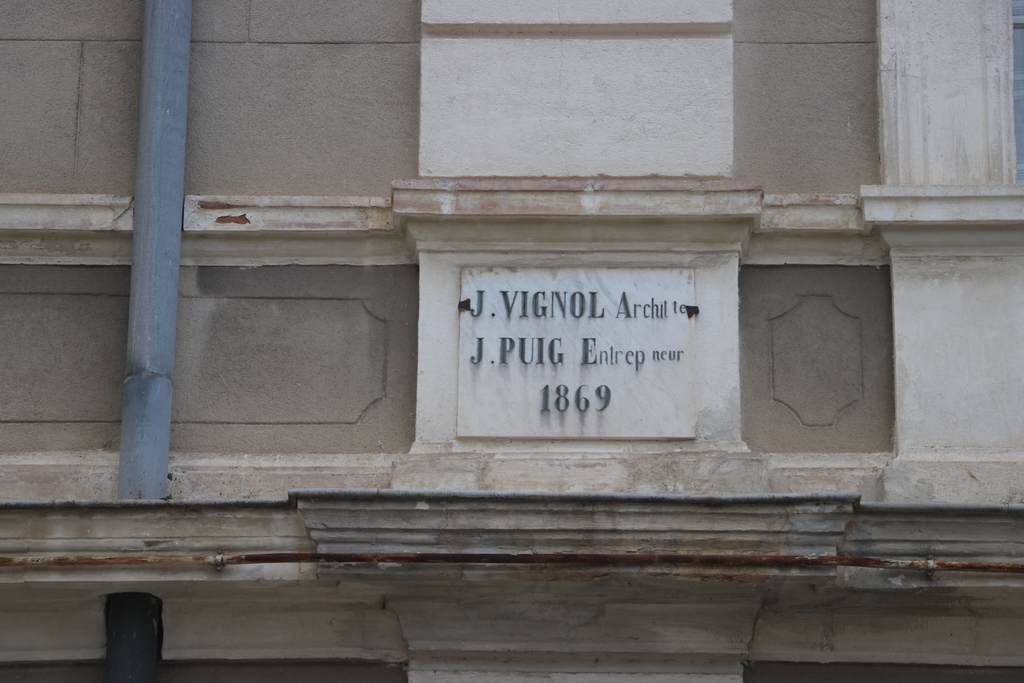 J. VIGNOL Archit te
J. PUIG Entrep neur
1869